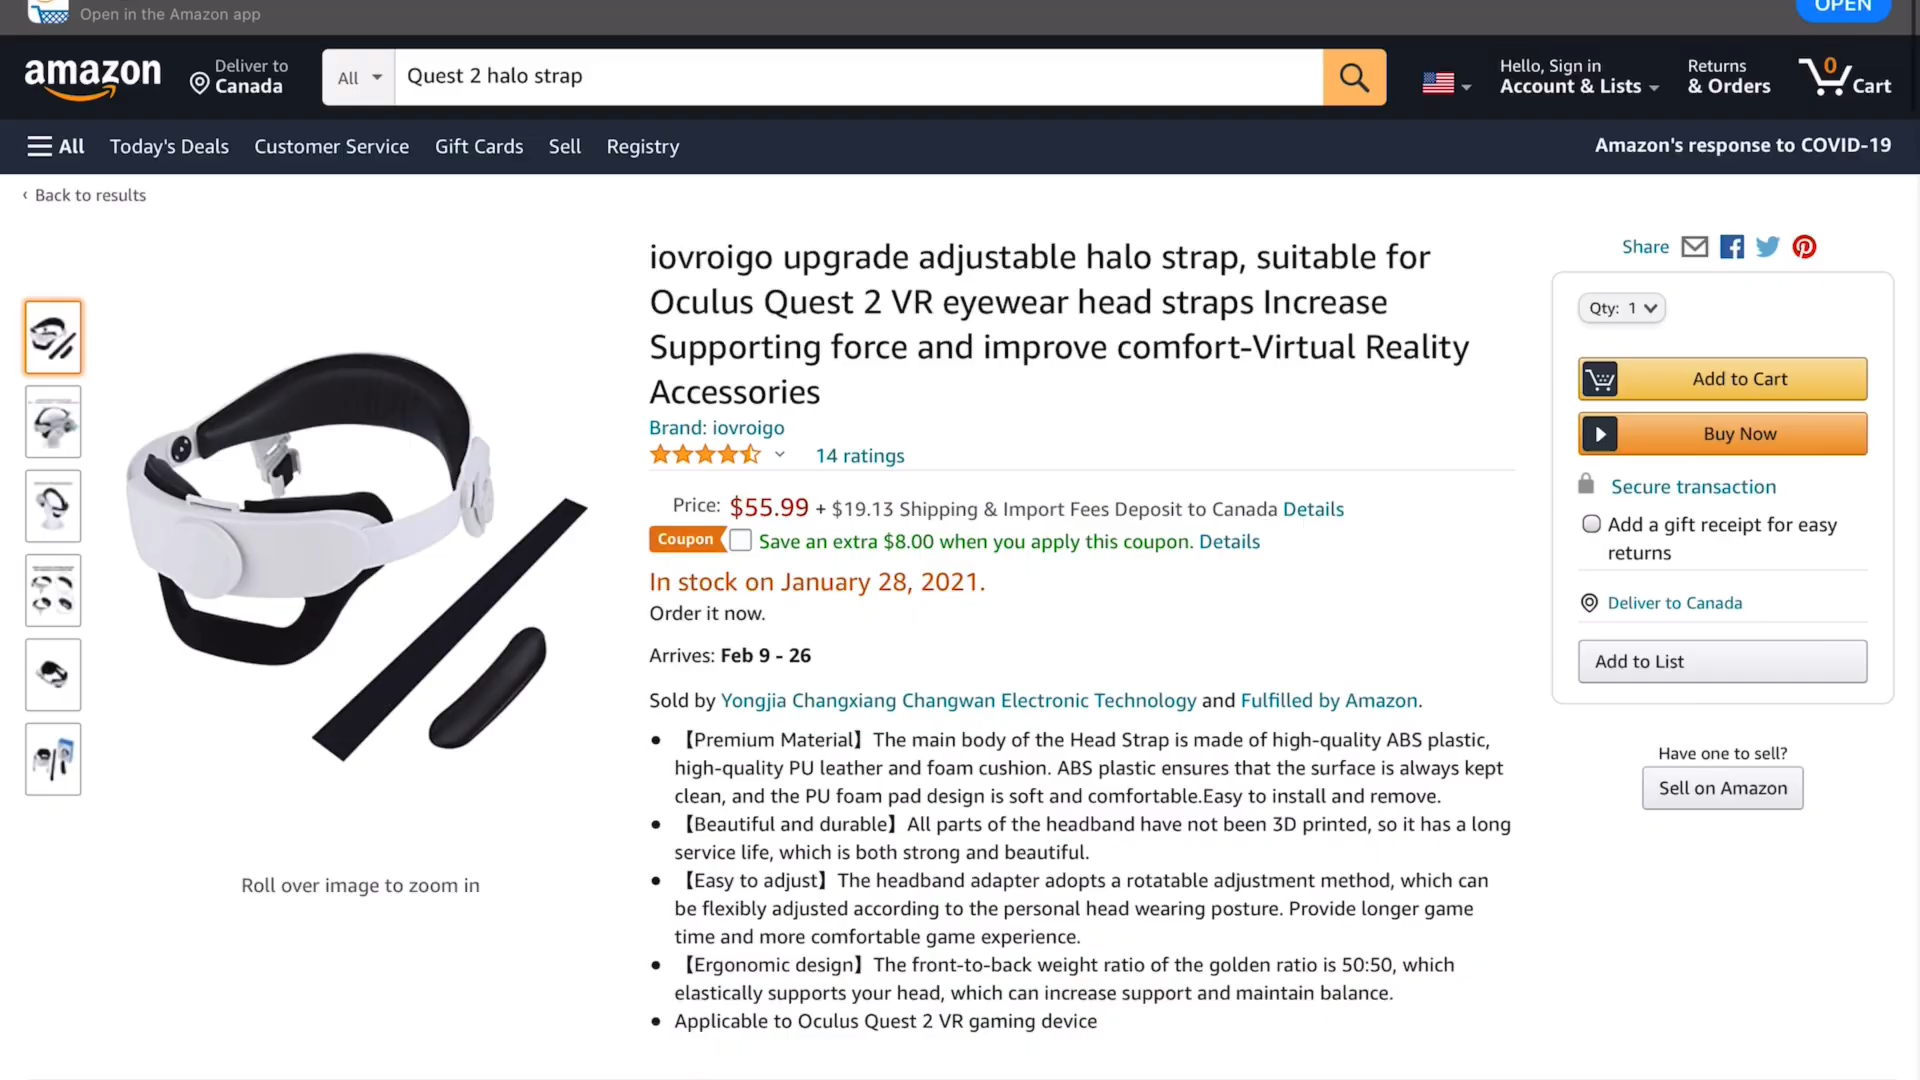 Open in the Amazon app
OPEN
amazon
Deliver to
Canada
All
Quest 2 halo strap
Hello, Sign in
Account & Lists
Returns
& Orders
0
Cart
All
Today's Deals
Customer Service
Gift Cards
Sell
Registry
Amazon's response to COVID-19
‹ Back to results
iovroigo upgrade adjustable halo strap, suitable for
Oculus Quest 2 VR eyewear head straps Increase
Supporting force and improve comfort-Virtual Reality
Accessories
Brand: iovroigo
14 ratings
Price: $55.99 + $19.13 Shipping & Import Fees Deposit to Canada Details
Coupon Save an extra $8.00 when you apply this coupon. Details
In stock on January 28, 2021.
Order it now.
Arrives: Feb 9 - 26
Sold by Yongjia Changxiang Changwan Electronic Technology and Fulfilled by Amazon.
• 【Premium Material】The main body of the Head Strap is made of high-quality ABS plastic,
high-quality PU leather and foam cushion. ABS plastic ensures that the surface is always kept
clean, and the PU foam pad design is soft and comfortable.Easy to install and remove.
• 【Beautiful and durable】All parts of the headband have not been 3D printed, so it has a long
service life, which is both strong and beautiful.
• 【Easy to adjust】The headband adapter adopts a rotatable adjustment method, which can
be flexibly adjusted according to the personal head wearing posture. Provide longer game
time and more comfortable game experience.
• 【Ergonomic design】The front-to-back weight ratio of the golden ratio is 50:50, which
elastically supports your head, which can increase support and maintain balance.
• Applicable to Oculus Quest 2 VR gaming device
Roll over image to zoom in
Share
Qty: 1
Add to Cart
Buy Now
Secure transaction
Add a gift receipt for easy
returns
Deliver to Canada
Add to List
Have one to sell?
Sell on Amazon